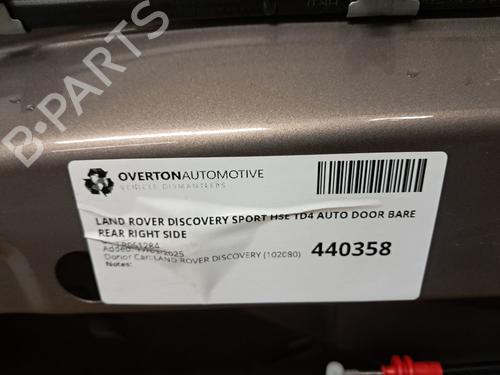 B-PARTS
OVERTONAUTOMOTIVE
VEHICLE DISMANTLERS
LAND ROVER DISCOVERY SPORT HSE TD4 AUTO DOOR BARE
REAR RIGHT SIDE
Added:
Donor Car: LAND ROVER DISCOVERY (102080)
440358
Notes: